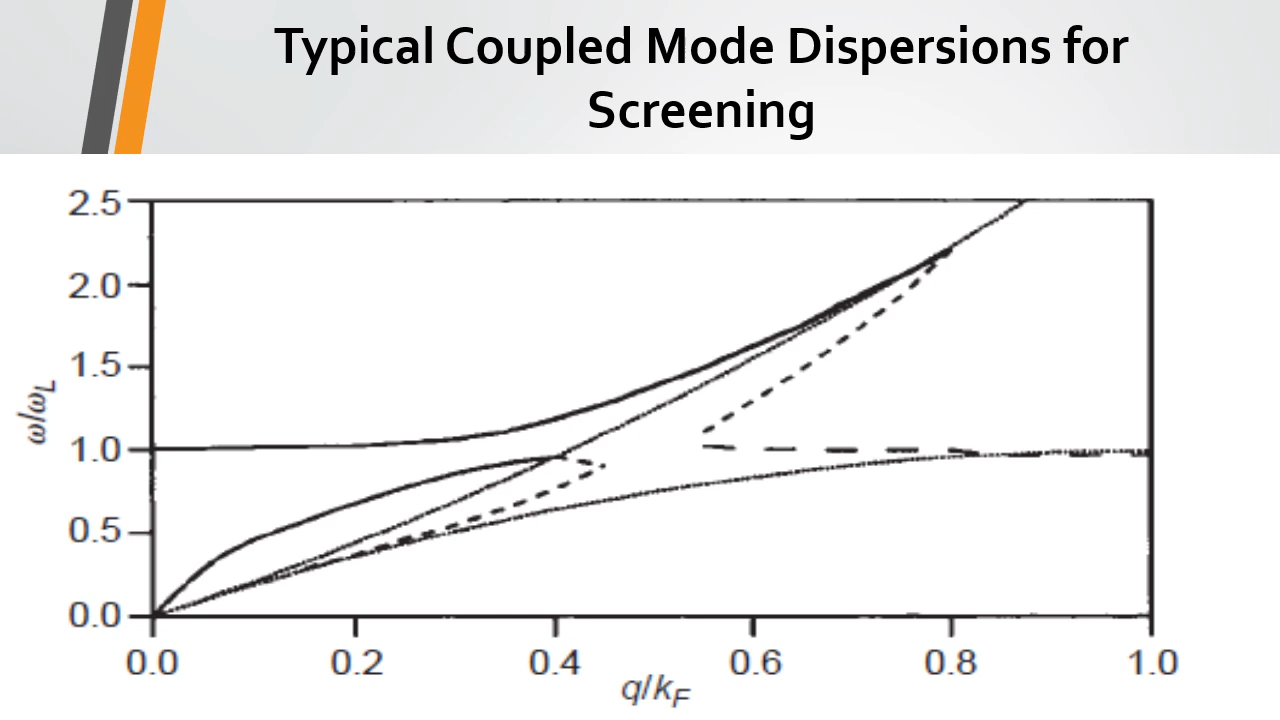 Typical Coupled Mode Dispersions for
Screening
2.5
2.0
1.5
1.0
0.5
0.0
ω/ω_L
0.0 0.2 0.4 0.6 0.8 1.0
q/k_F